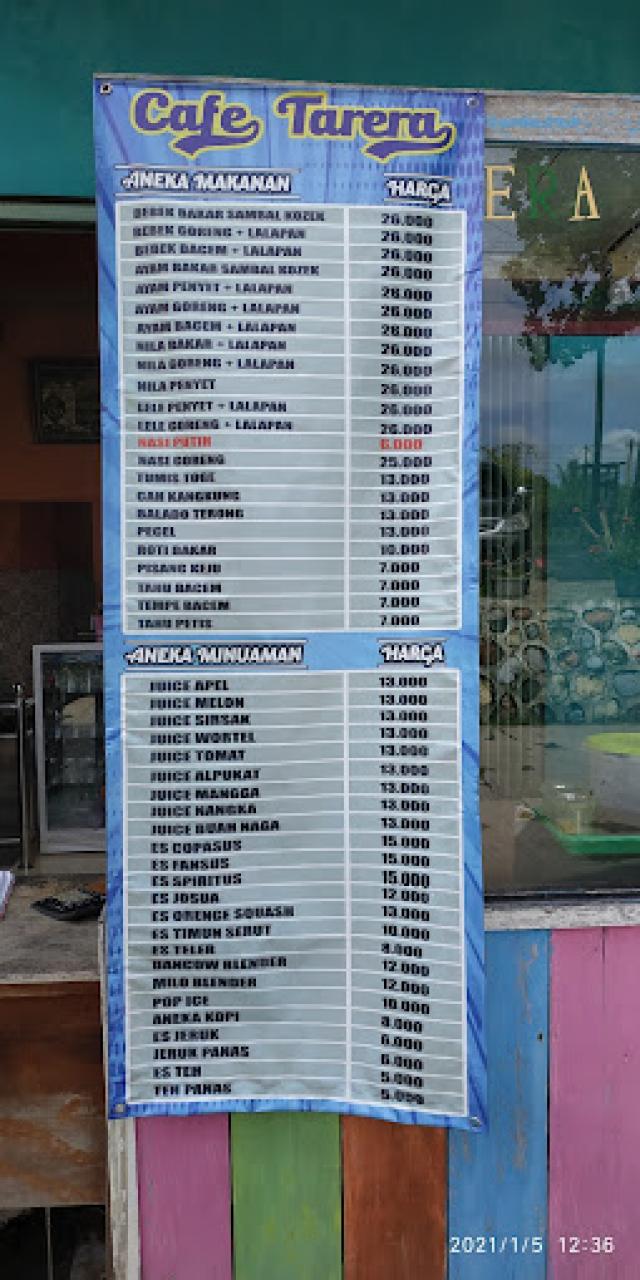 Cafe Tarera
ERA
ANEKA MAKANAN HARGA
BEBEK BAKAR SAMBAL KOZEK 26.000
BEBEK GORENG + LALAPAN 26.000
BEBEK BACEM + LALAPAN 26.000
AYAM BAKAR SAMBAL KOZEK 26.000
AYAM PENYET + LALAPAN 26.000
AYAM GORENG + LALAPAN 26.000
AYAM BACEM + LALAPAN 26.000
NILA BAKAR + LALAPAN 26.000
NILA GORENG + LALAPAN 26.000
NILA PENYET 26.000
LELE PENYET + LALAPAN 26.000
LELE GORENG + LALAPAN 26.000
NASI PUTIH 6.000
NASI GORENG 25.000
TUMIS TOGE 13.000
CAH KANGKUNG 13.000
BALADO TERONG 13.000
PECEL 13.000
ROTI BAKAR 10.000
PISANG KEJU 7.000
TAHU BACEM 7.000
TEMPE BACEM 7.000
TAHU PETIS 7.000
ANEKA MINUAMAN HARGA
JUICE APEL 13.000
JUICE MELON 13.000
JUICE SIRSAK 13.000
JUICE WORTEL 13.000
JUICE TOMAT 13.000
JUICE ALPUKAT 13.000
JUICE MANGGA 13.000
JUICE NANGKA 13.000
JUICE BUAH NAGA 13.000
ES COPASUS 15.000
ES FANSUS 15.000
ES SPIRITUS 15.000
ES JOSUA 12.000
ES ORENGE SQUASH 13.000
ES TIMUN SERUT 10.000
ES TELER 8.000
DANCOW BLENDER 12.000
MILO BLENDER 12.000
POP ICE 10.000
ANEKA KOPI 8.000
ES JERUK 6.000
JERUK PANAS 6.000
ES TEH 5.000
TEH PANAS 5.000
2021/1/5 12:36